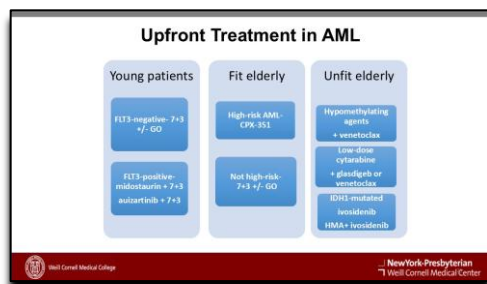 Upfront Treatment in AML
Young patients
FLT3-negative- 7+3
+/- GO
FLT3-positive-
midostaurin + 7+3
auizartinib + 7+3
Fit elderly
High-risk AML-
CPX-351
Not high-risk-
7+3 +/- GO
Unfit elderly
Hypomethylating
agents
+ venetoclax
Low-dose
cytarabine
+ glasdigeb or
venetoclax
IDH1-mutated
ivosidenib
HMA+ ivosidenib
Weill Cornell Medical College
NewYork-Presbyterian
Weill Cornell Medical Center